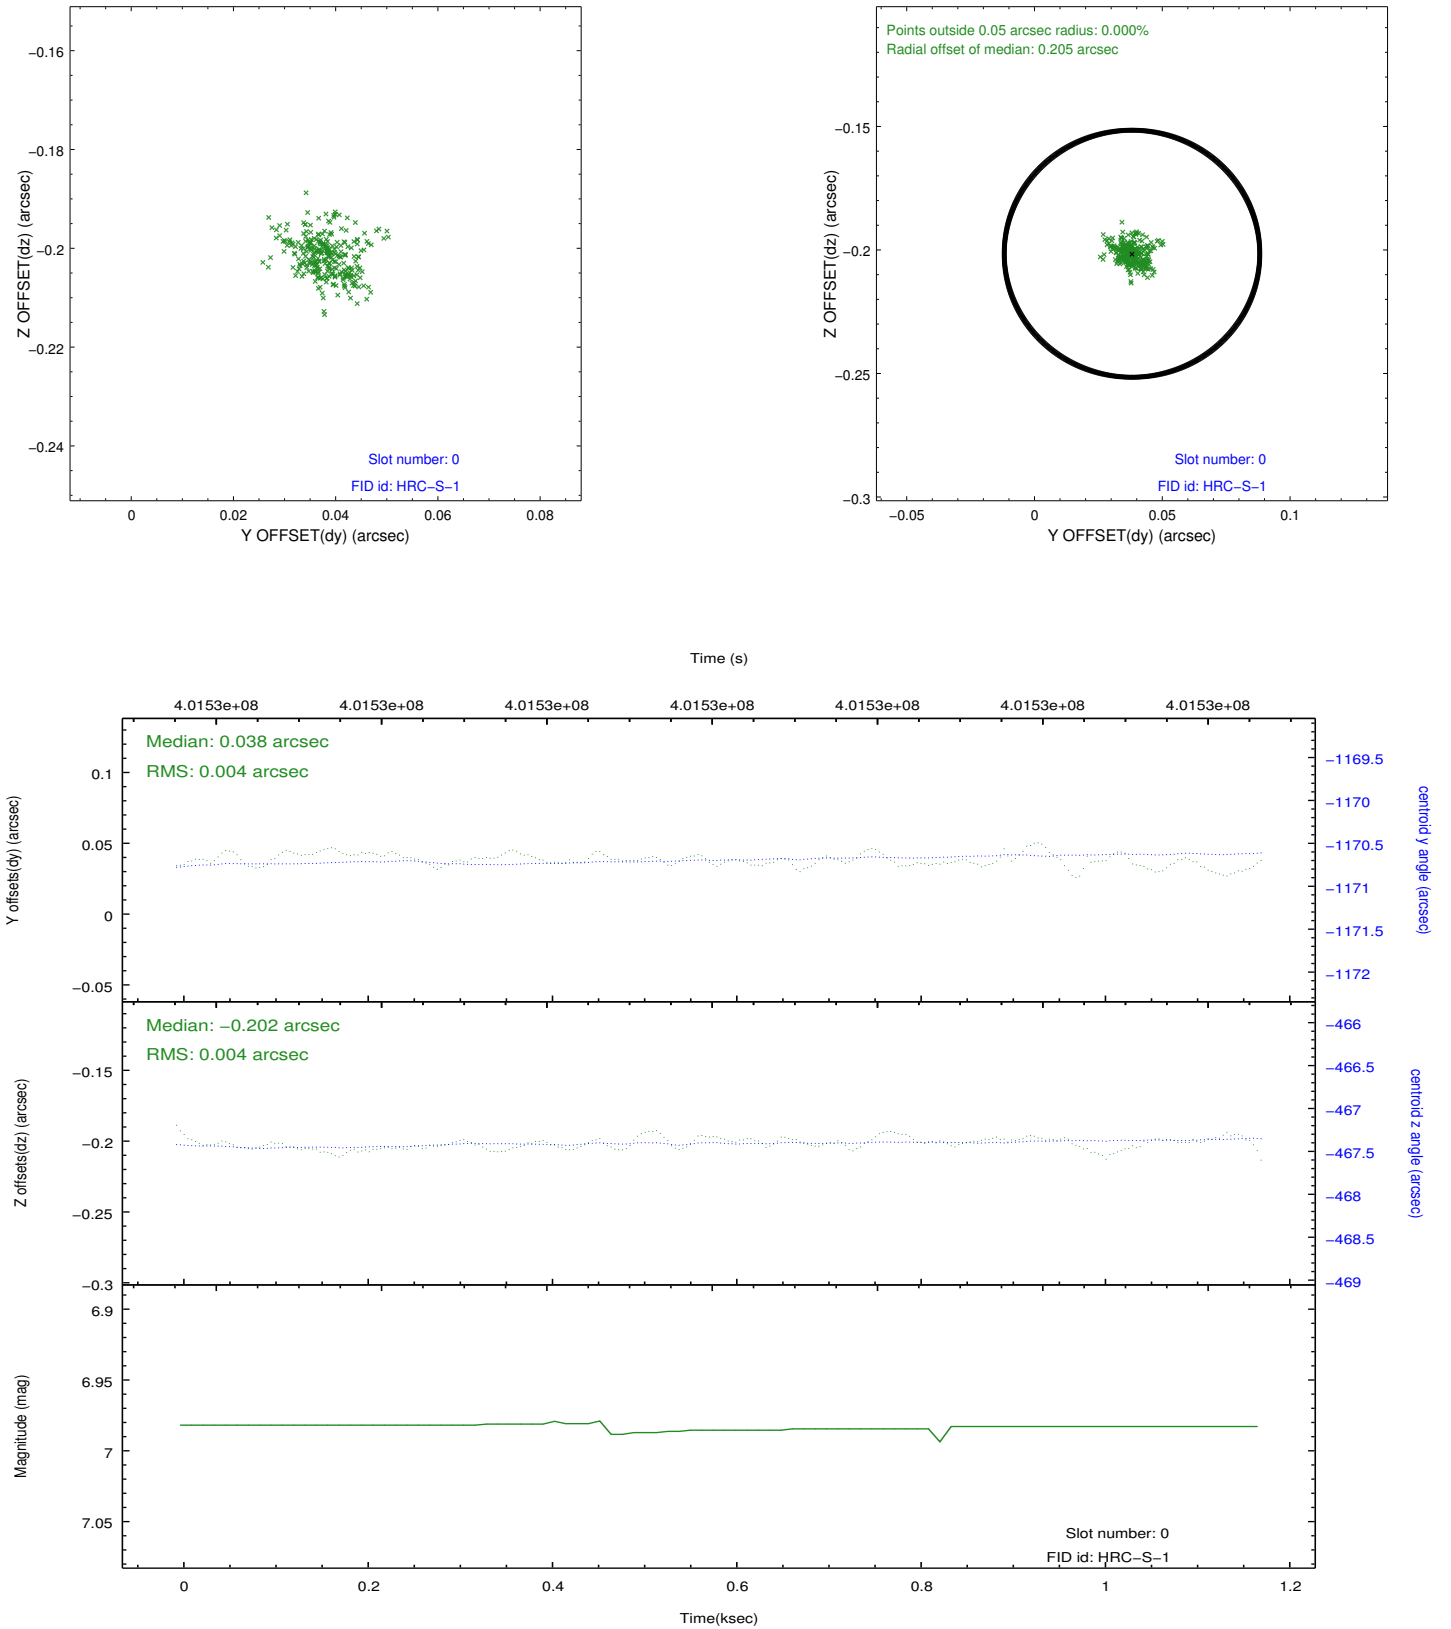 −0.16
−0.18
−0.2
−0.22
−0.24
Z OFFSET(dz) (arcsec)
Slot number: 0
FID id: HRC−S−1
0
0.02
0.04
0.06
0.08
Y OFFSET(dy) (arcsec)
Points outside 0.05 arcsec radius: 0.000%
Radial offset of median: 0.205 arcsec
−0.15
−0.2
−0.25
−0.3
Z OFFSET(dz) (arcsec)
Slot number: 0
FID id: HRC−S−1
−0.05
0
0.05
0.1
Y OFFSET(dy) (arcsec)
Time (s)
4.0153e+08
4.0153e+08
4.0153e+08
4.0153e+08
4.0153e+08
4.0153e+08
4.0153e+08
Median: 0.038 arcsec
RMS: 0.004 arcsec
0.1
0.05
0
−0.05
Y offsets(dy) (arcsec)
−1169.5
−1170
−1170.5
−1171
−1171.5
−1172
centroid y angle (arcsec)
Median: −0.202 arcsec
RMS: 0.004 arcsec
−0.15
−0.2
−0.25
−0.3
Z offsets(dz) (arcsec)
−466
−466.5
−467
−467.5
−468
−468.5
−469
centroid z angle (arcsec)
6.9
6.95
7
7.05
Magnitude (mag)
Slot number: 0
FID id: HRC−S−1
0
0.2
0.4
0.6
0.8
1
1.2
Time(ksec)